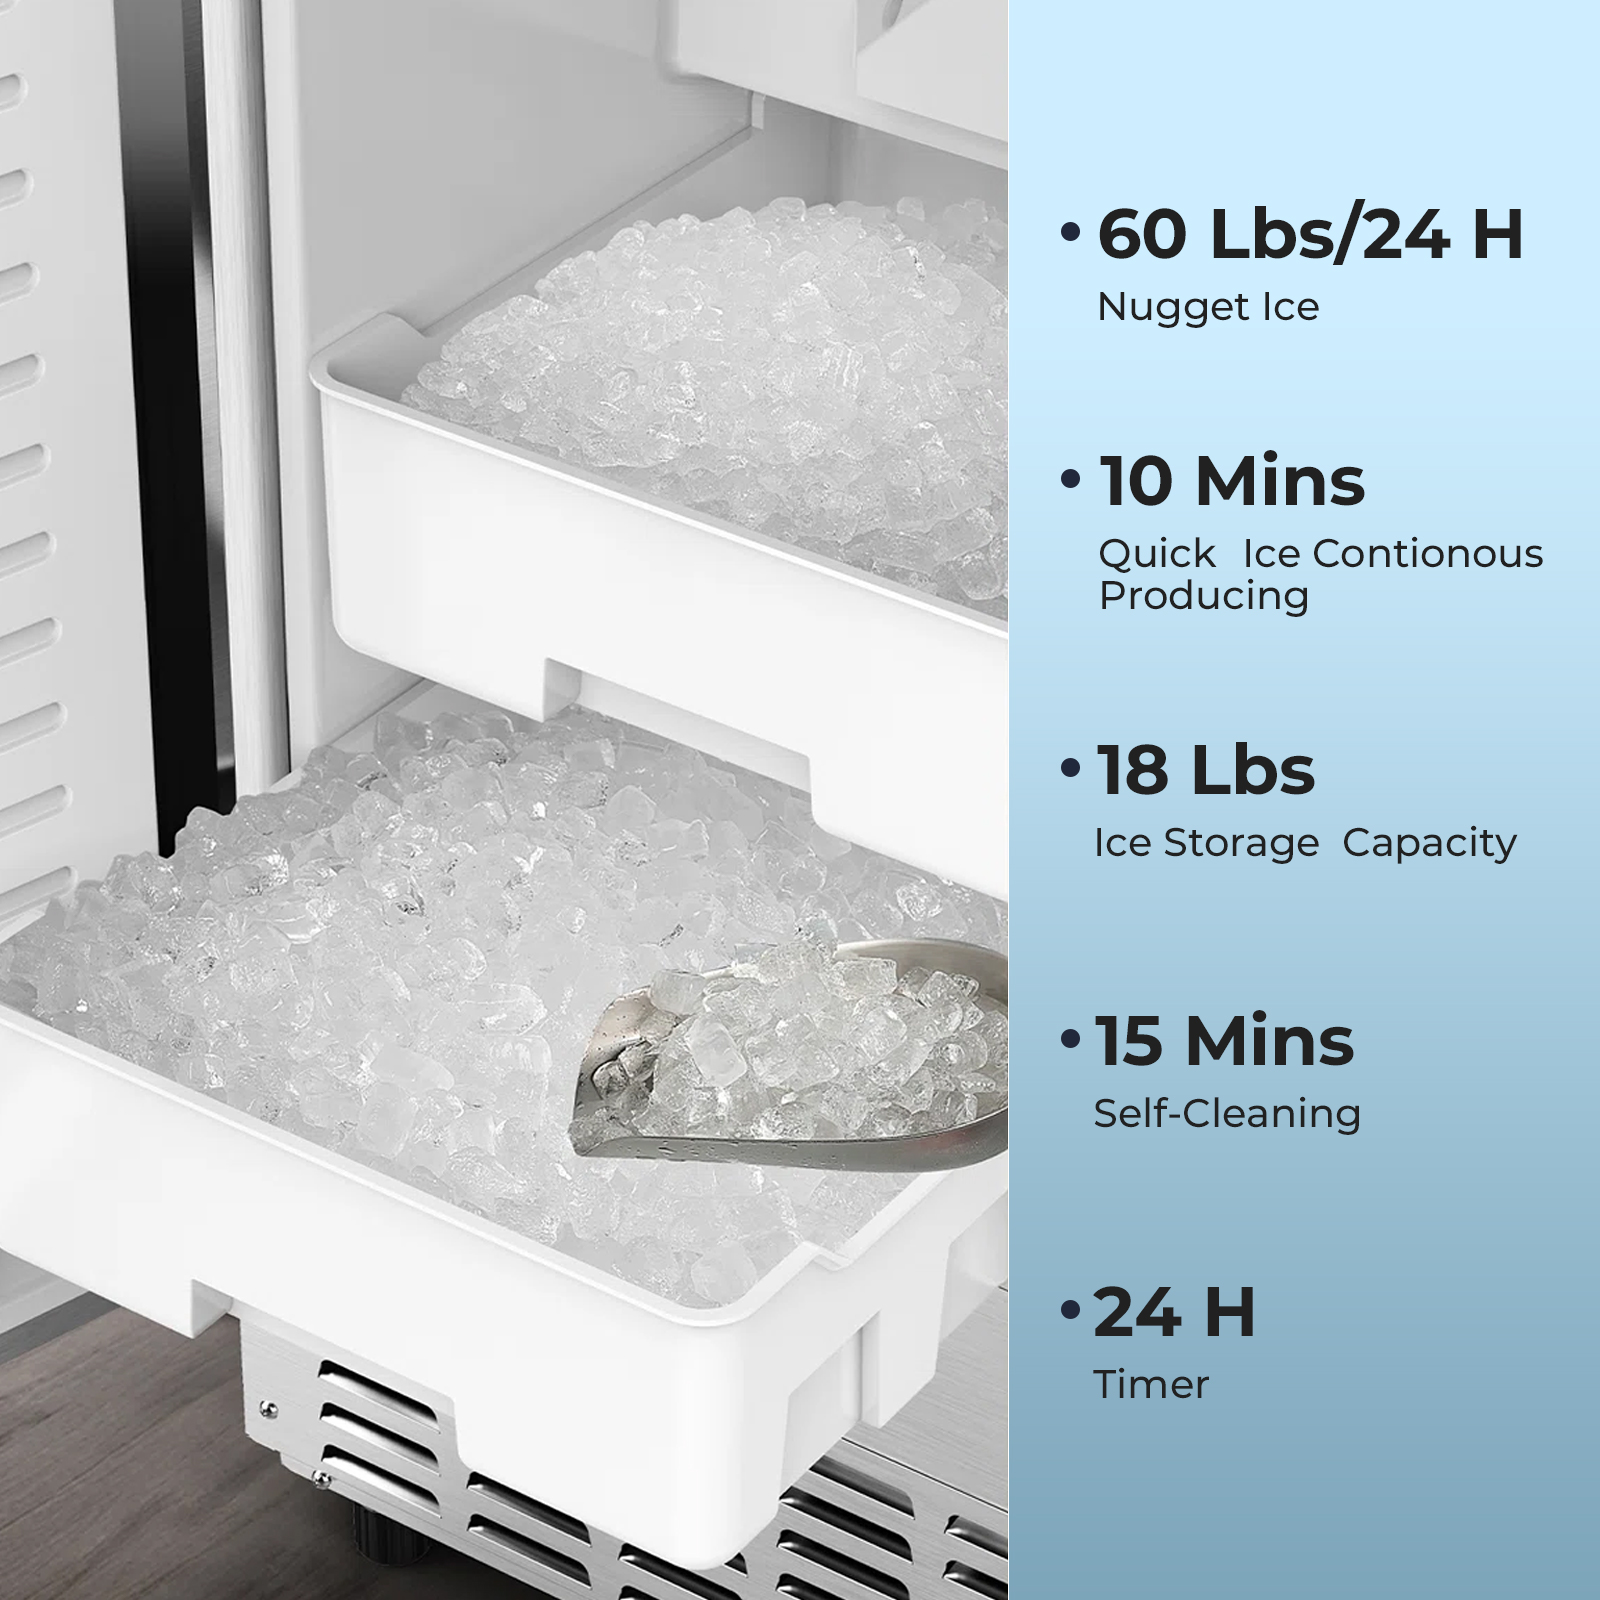 60 Lbs/24 H
Nugget Ice
10 Mins
Quick Ice Contionous
Producing
18 Lbs
Ice Storage Capacity
15 Mins
Self-Cleaning
24 H
Timer